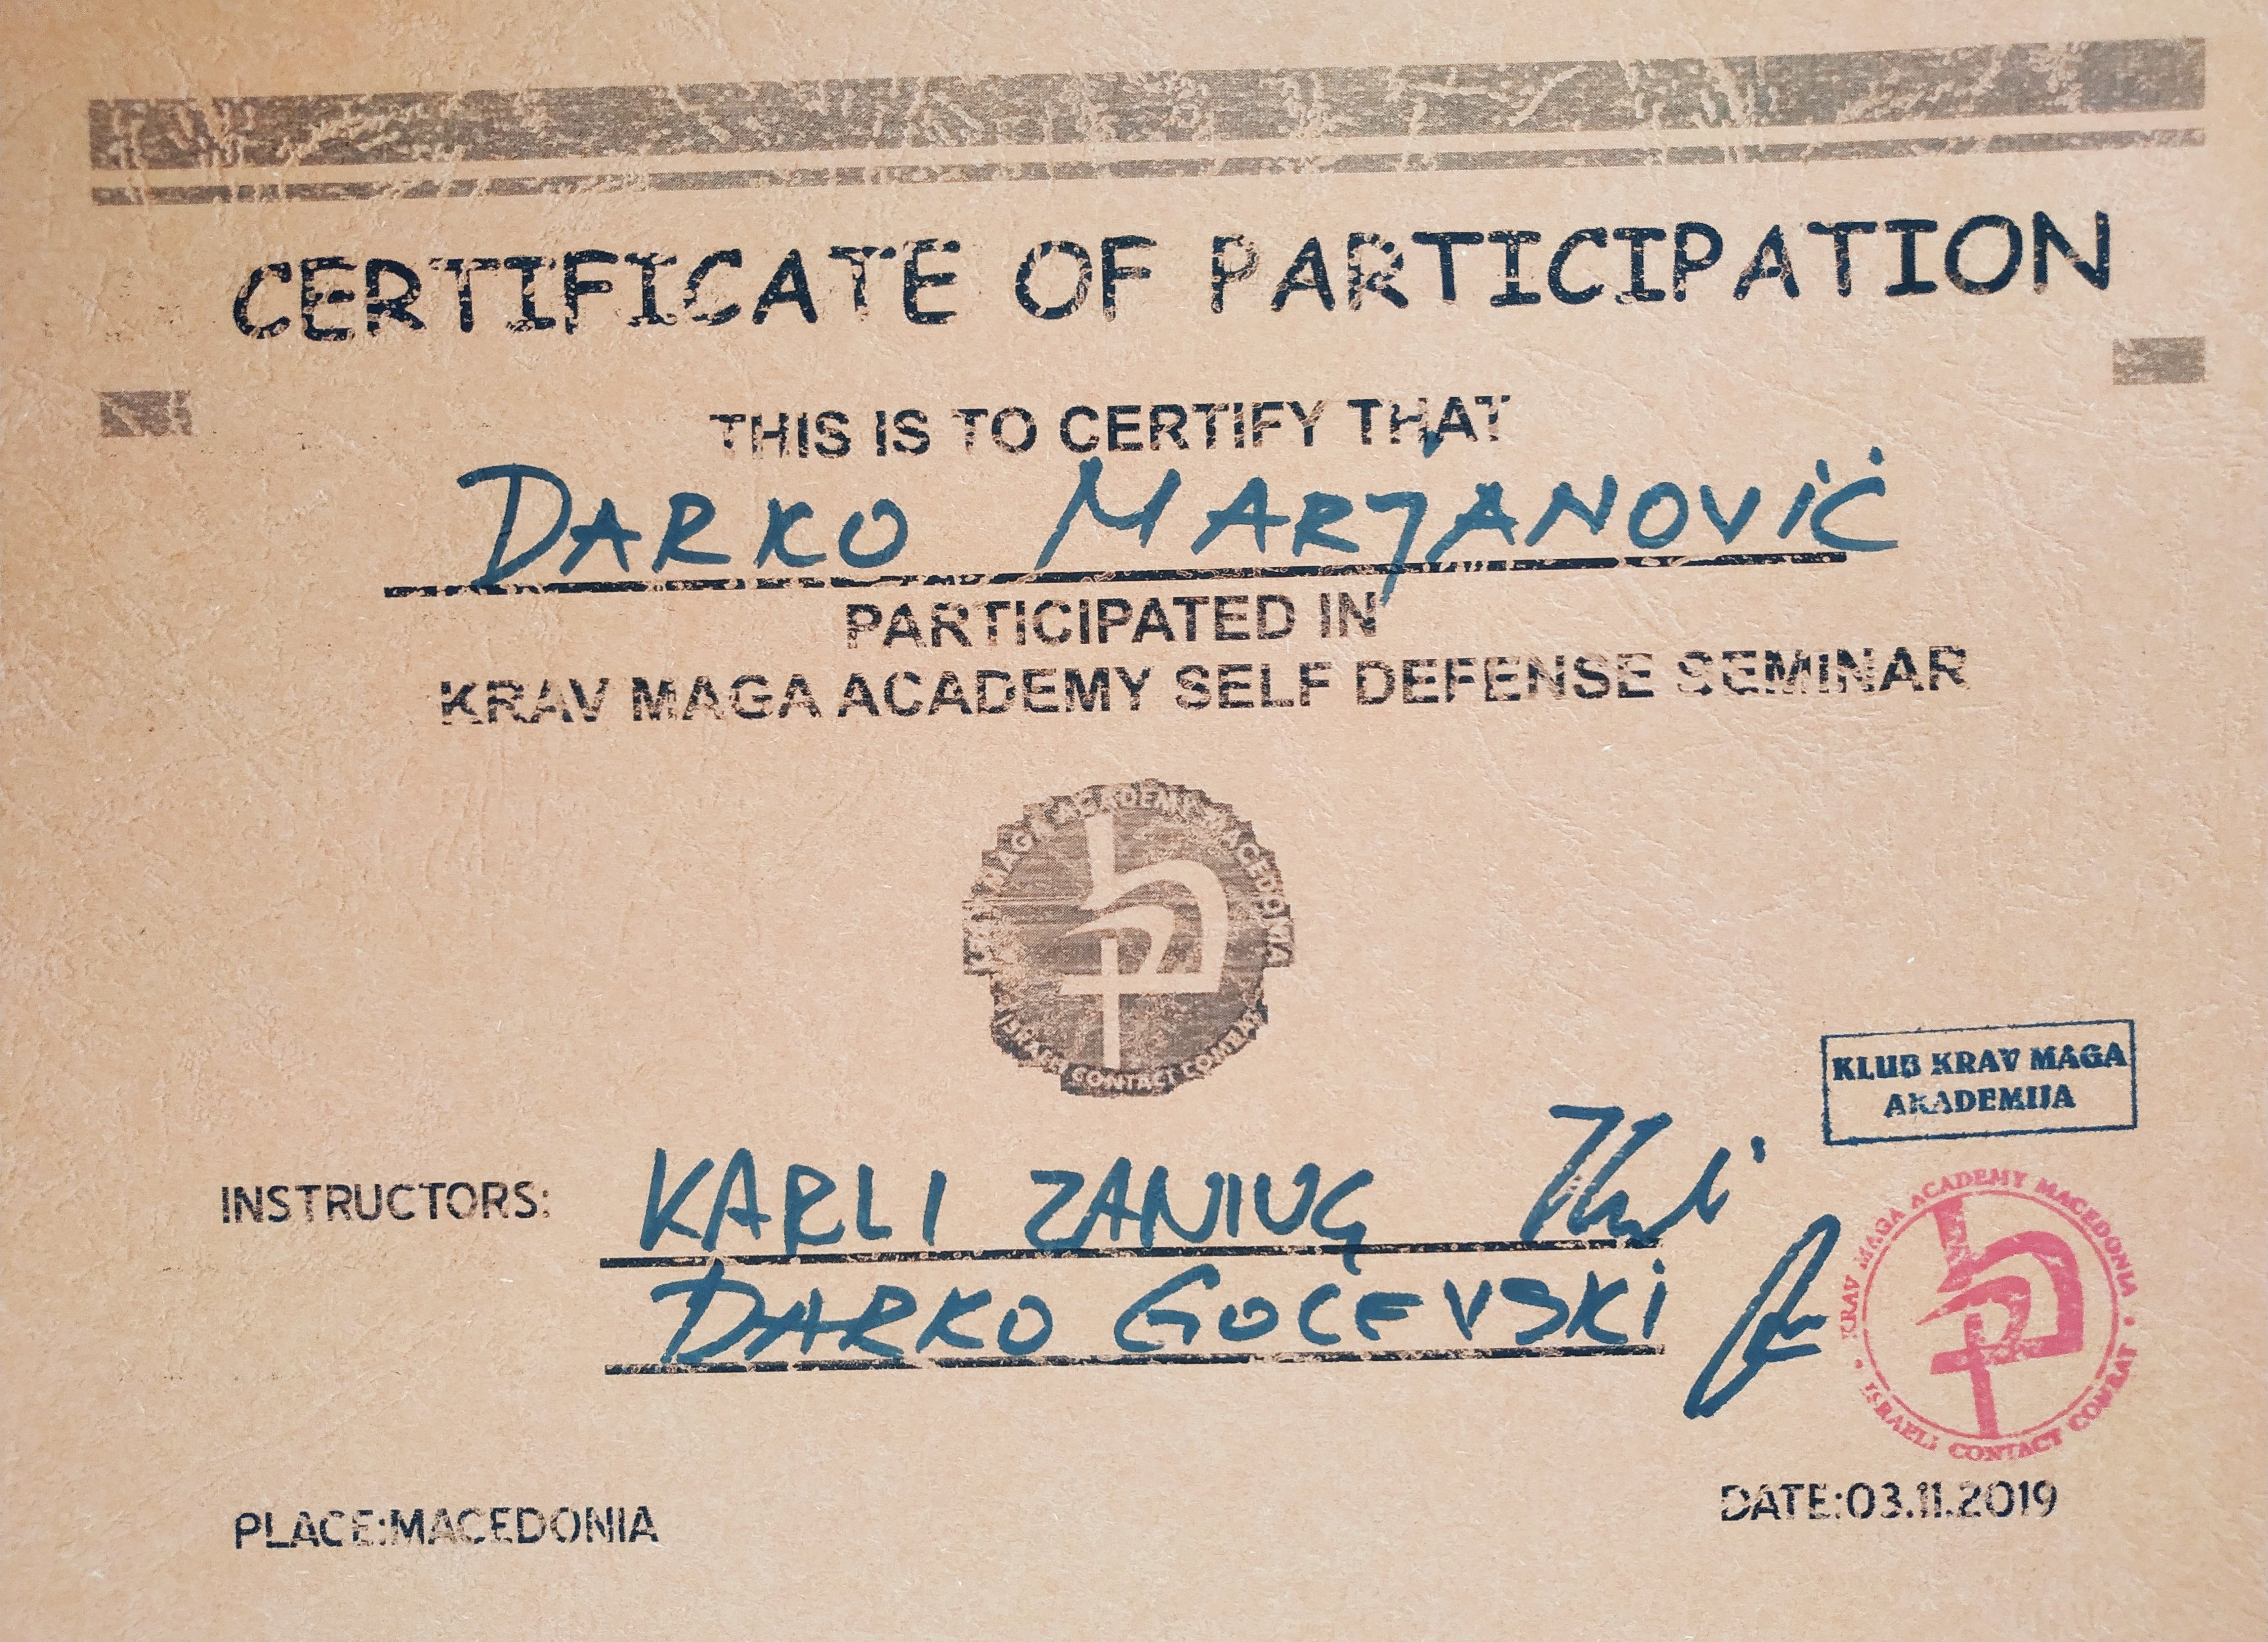 CERTIFICATE OF PARTICIPATION
THIS IS TO CERTIFY THAT
DARKO MARJANOVIĆ
PARTICIPATED IN
KRAV MAGA ACADEMY SELF DEFENSE SEMINAR
KRAV MAGA ACADEMY MACEDONIA
ISRAELI CONTACT COMBAT
KLUB KRAV MAGA
AKADEMIJA
INSTRUCTORS:
KARLI ZANIUG
DARKO GOCEVSKI
KRAV MAGA ACADEMY MACEDONIA
ISRAELI CONTACT COMBAT
PLACE:MACEDONIA
DATE:03.11.2019